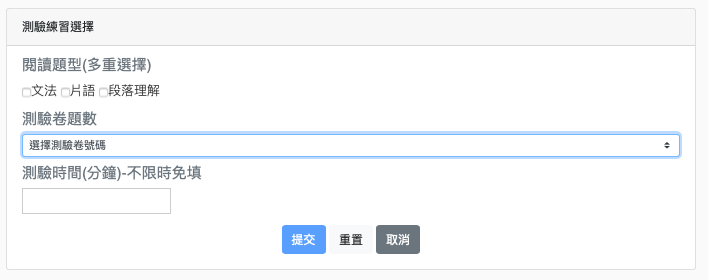 測驗練習選擇
閱讀題型(多重選擇)
文法 片語 段落理解
測驗卷題數
選擇測驗卷號碼
測驗時間(分鐘)-不限時免填
提交 重置 取消